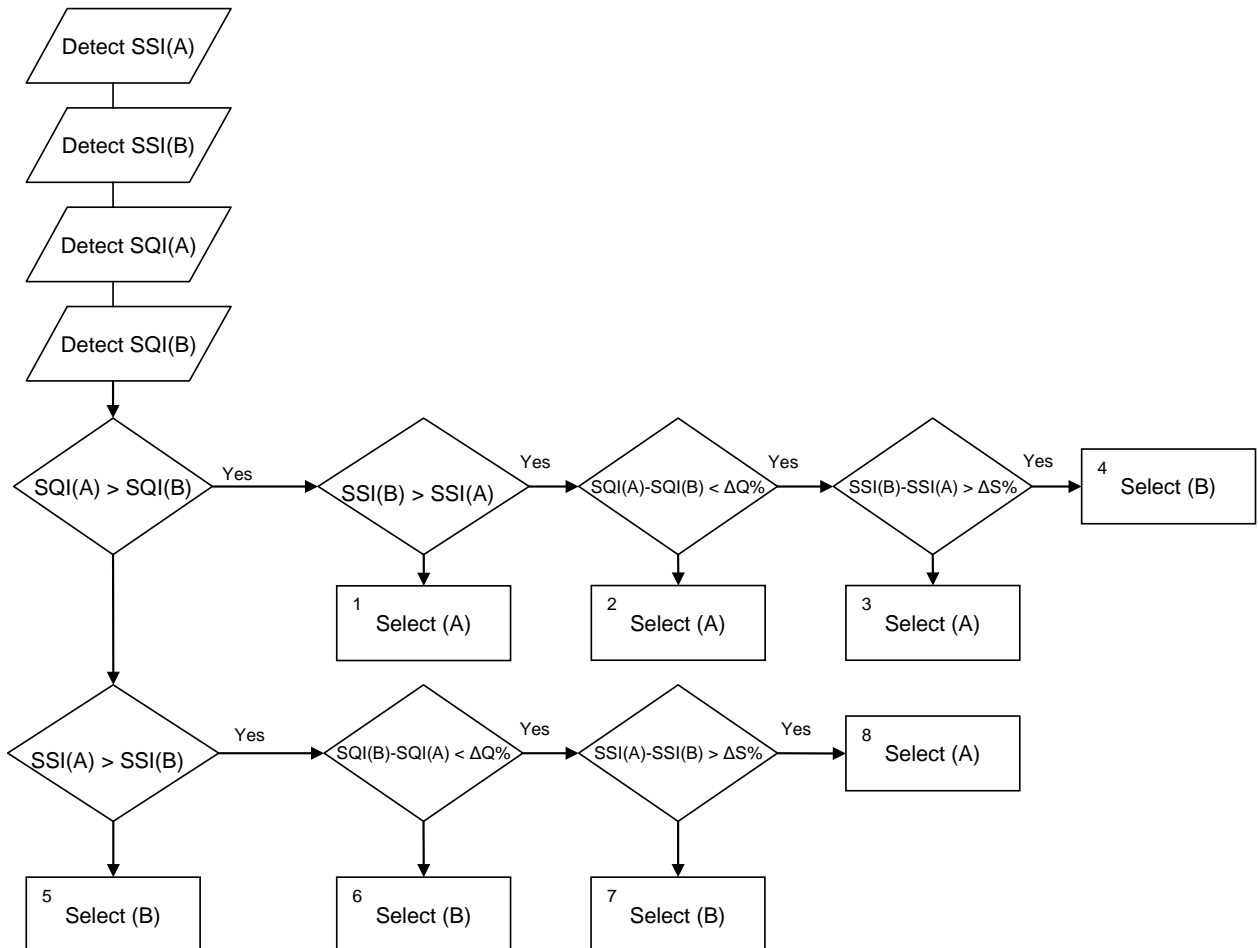 Detect SSI(A)
Detect SSI(B)
Detect SQI(A)
Detect SQI(B)
SQI(A) > SQI(B)
Yes
SSI(B) > SSI(A)
Yes
SQI(A)-SQI(B) < ΔQ%
Yes
SSI(B)-SSI(A) > ΔS%
Yes
4
Select (B)
1
Select (A)
2
Select (A)
3
Select (A)
SSI(A) > SSI(B)
Yes
SQI(B)-SQI(A) < ΔQ%
Yes
SSI(A)-SSI(B) > ΔS%
Yes
8
Select (A)
5
Select (B)
6
Select (B)
7
Select (B)